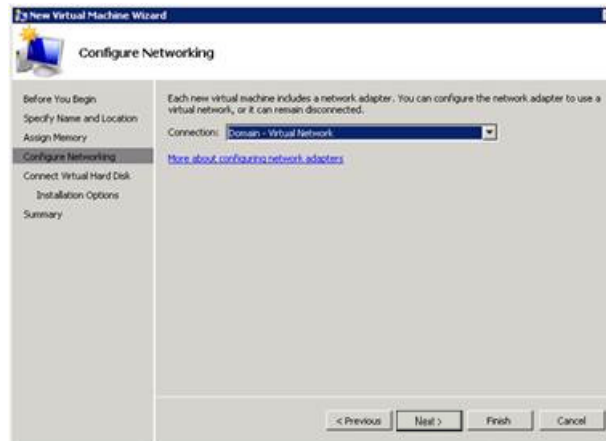 New Virtual Machine Wizard
Configure Networking
Before You Begin
Specify Name and Location
Assign Memory
Configure Networking
Connect Virtual Hard Disk
Installation Options
Summary
Each new virtual machine includes a network adapter. You can configure the network adapter to use a
virtual network, or it can remain disconnected.
Connection: Domain - Virtual Network
More about configuring network adapters
< Previous Next > Finish Cancel